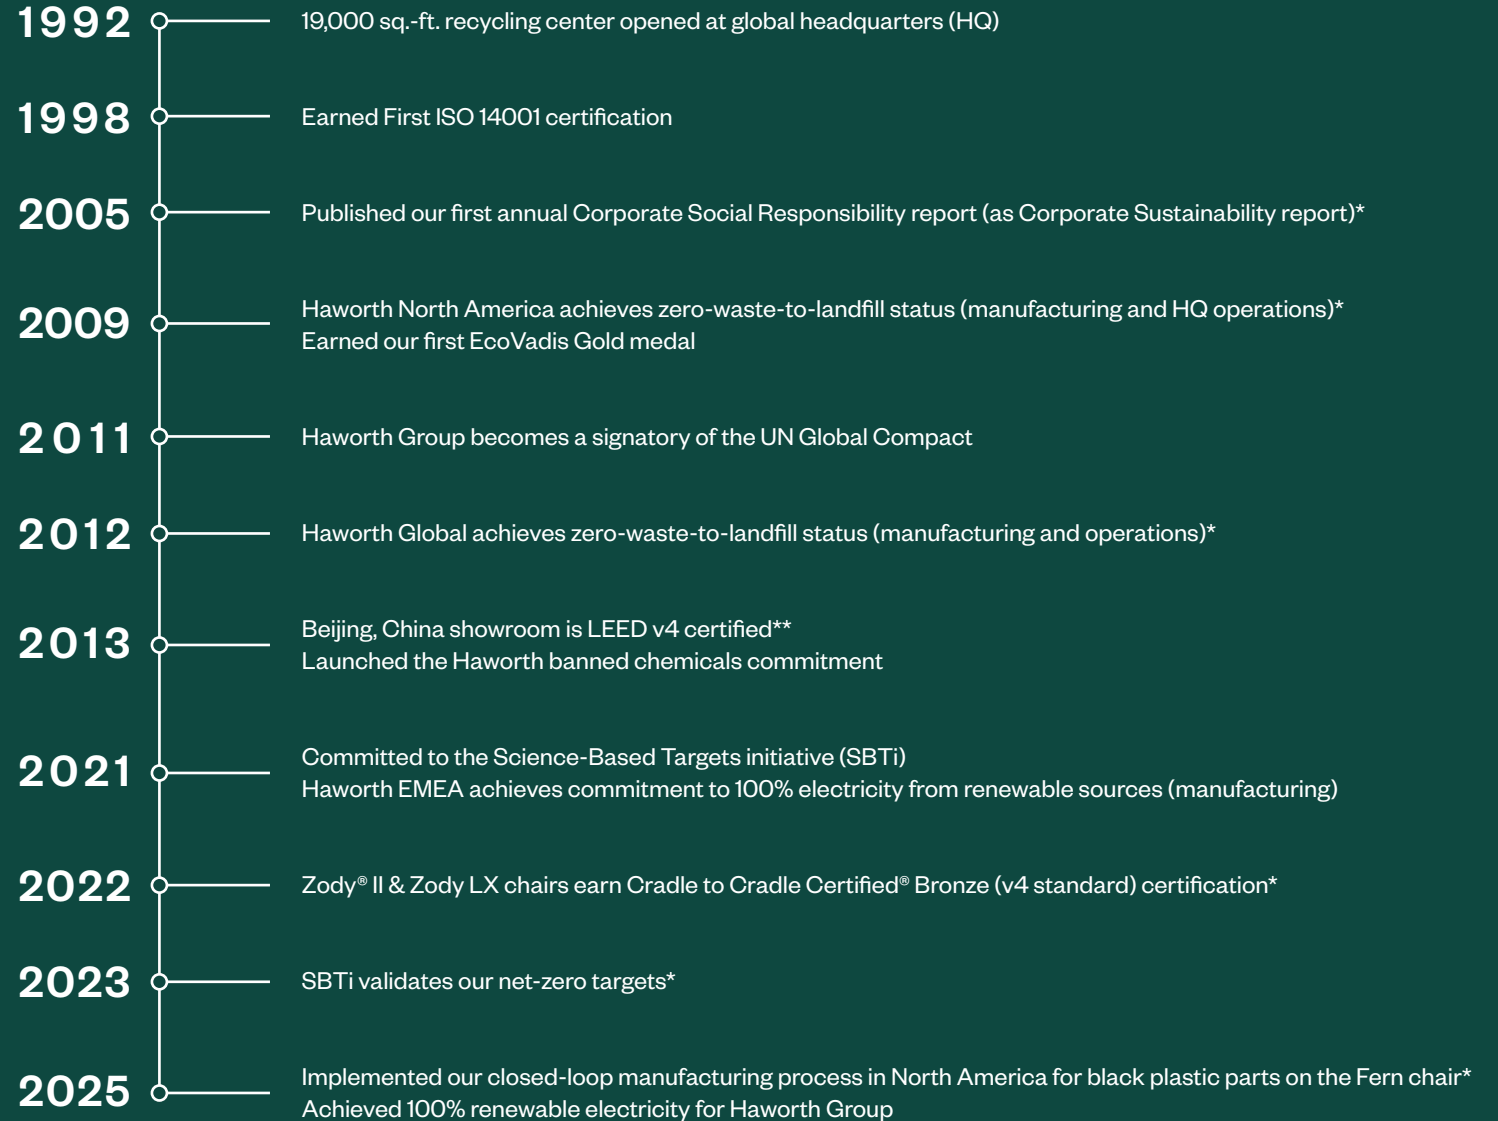 1992
19,000 sq.-ft. recycling center opened at global headquarters (HQ)
1998
Earned First ISO 14001 certification
2005
Published our first annual Corporate Social Responsibility report (as Corporate Sustainability report)*
2009
Haworth North America achieves zero-waste-to-landfill status (manufacturing and HQ operations)*
Earned our first EcoVadis Gold medal
2011
Haworth Group becomes a signatory of the UN Global Compact
2012
Haworth Global achieves zero-waste-to-landfill status (manufacturing and operations)*
2013
Beijing, China showroom is LEED v4 certified**
Launched the Haworth banned chemicals commitment
2021
Committed to the Science-Based Targets initiative (SBTi)
Haworth EMEA achieves commitment to 100% electricity from renewable sources (manufacturing)
2022
Zody® II & Zody LX chairs earn Cradle to Cradle Certified® Bronze (v4 standard) certification*
2023
SBTi validates our net-zero targets*
2025
Implemented our closed-loop manufacturing process in North America for black plastic parts on the Fern chair*
Achieved 100% renewable electricity for Haworth Group